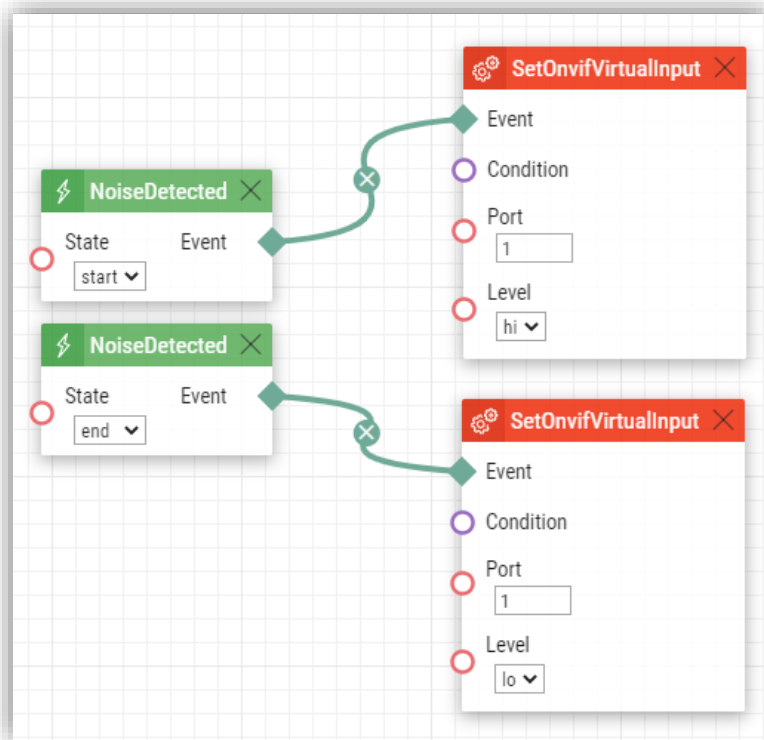 NoiseDetected
State Event
start
NoiseDetected
State Event
end
SetOnvifVirtualInput
Event
Condition
Port
1
Level
hi
SetOnvifVirtualInput
Event
Condition
Port
1
Level
lo